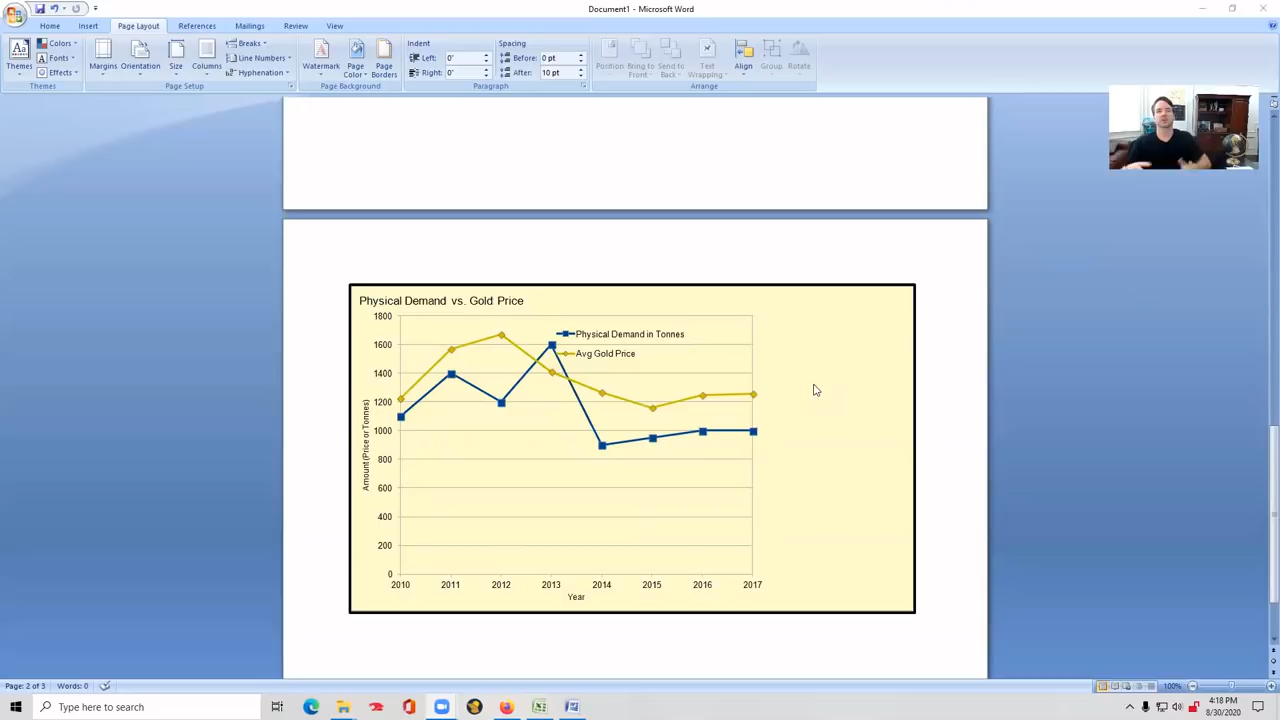 Document1 - Microsoft Word
Home Insert Page Layout References Mailings Review View
Themes
Colors
Fonts
Effects
Themes
Margins Orientation Size Columns
Breaks
Line Numbers
Hyphenation
Page Setup
Watermark Page Color Page Borders
Page Background
Indent
Left: 0"
Right: 0"
Spacing
Before: 0 pt
After: 10 pt
Paragraph
Position Bring to Front Send to Back Text Wrapping Align Group Rotate
Arrange
Physical Demand vs. Gold Price
Physical Demand in Tonnes
Avg Gold Price
Amount (Price or Tonnes)
1800
1600
1400
1200
1000
800
600
400
200
0
2010 2011 2012 2013 2014 2015 2016 2017
Year
Page: 2 of 3 Words: 0
100%
Type here to search
4:18 PM
8/30/2020